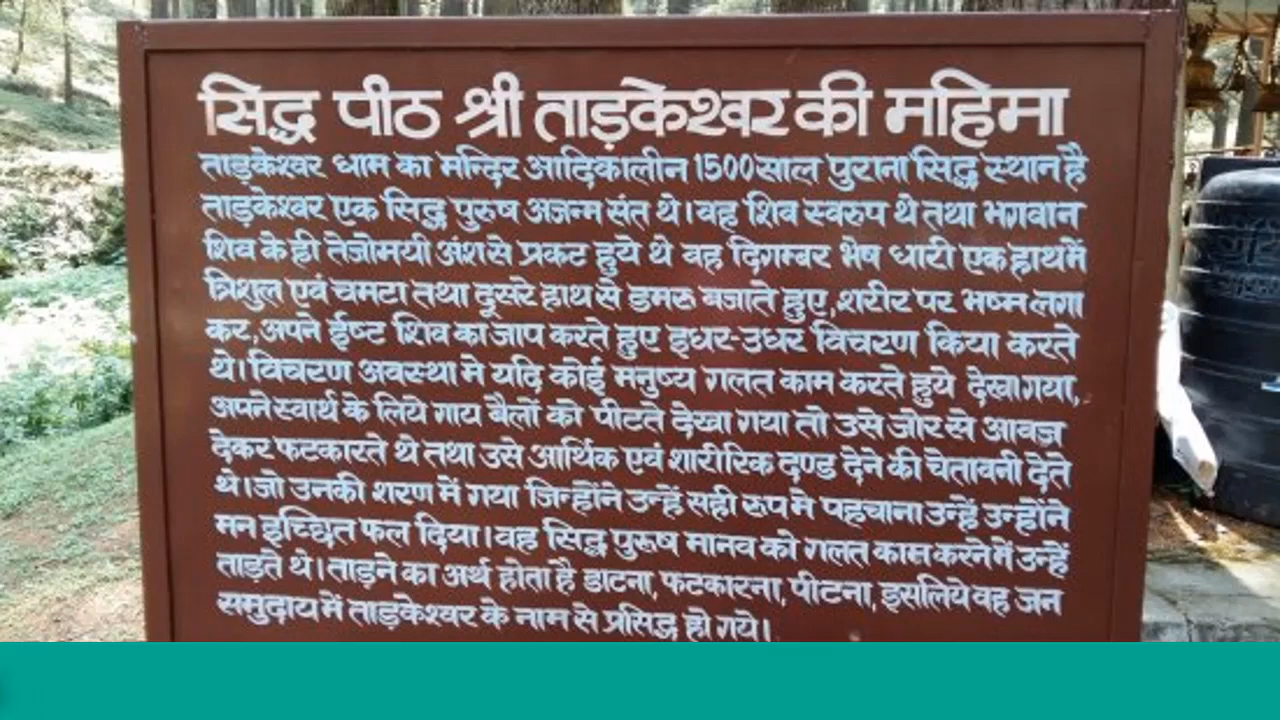 सिद्ध पीठ श्री ताड़केश्वर की महिमा
ताड़केश्वर धाम का मन्दिर आदिकालीन 1500 साल पुराना सिद्ध स्थान है
ताड़केश्वर एक सिद्ध पुरुष अजन्म संत थे। वह शिव स्वरुप थे तथा भगवान
शिव के ही तेजोमयी अंश से प्रकट हुये थे वह दिगम्बर भेष धारी एक हाथ में
त्रिशुल एवं चमटा तथा दूसरे हाथ से डमरू बजाते हुए, शरीर पर भष्म लगा
कर, अपने ईष्ट शिव का जाप करते हुए इधर-उधर विचरण किया करते
थे। विचरण अवस्था मे यदि कोई मनुष्य गलत काम करते हुये देखा गया,
अपने स्वार्थ के लिये गाय बैलों को पीटते देखा गया तो उसे जोर से आवज
देकर फटकारते थे तथा उसे आर्थिक एवं शारीरिक दण्ड देने की चेतावनी देते
थे। जो उनकी शरण में गया जिन्होंने उन्हें सही रूप मे पहचाना उन्हें उन्होंने
मन इच्छित फल दिया। वह सिद्ध पुरूष मानव को गलत काम करने में उन्हें
ताड़ते थे। ताड़ने का अर्थ होता है डाटना, फटकारना, पीटना, इसलिये वह जन
समुदाय में ताड़केश्वर के नाम से प्रसिद्ध हो गये।